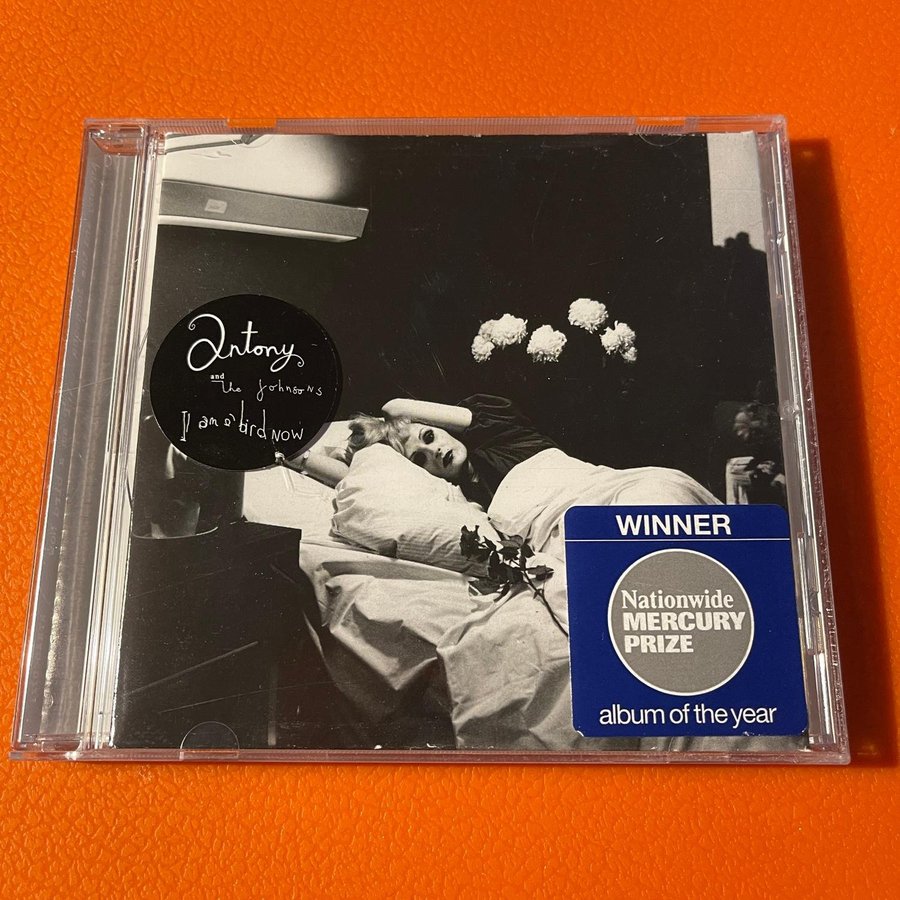 Antony
and
the Johnsons
I am a bird NOW
WINNER
Nationwide
MERCURY
PRIZE
album of the year